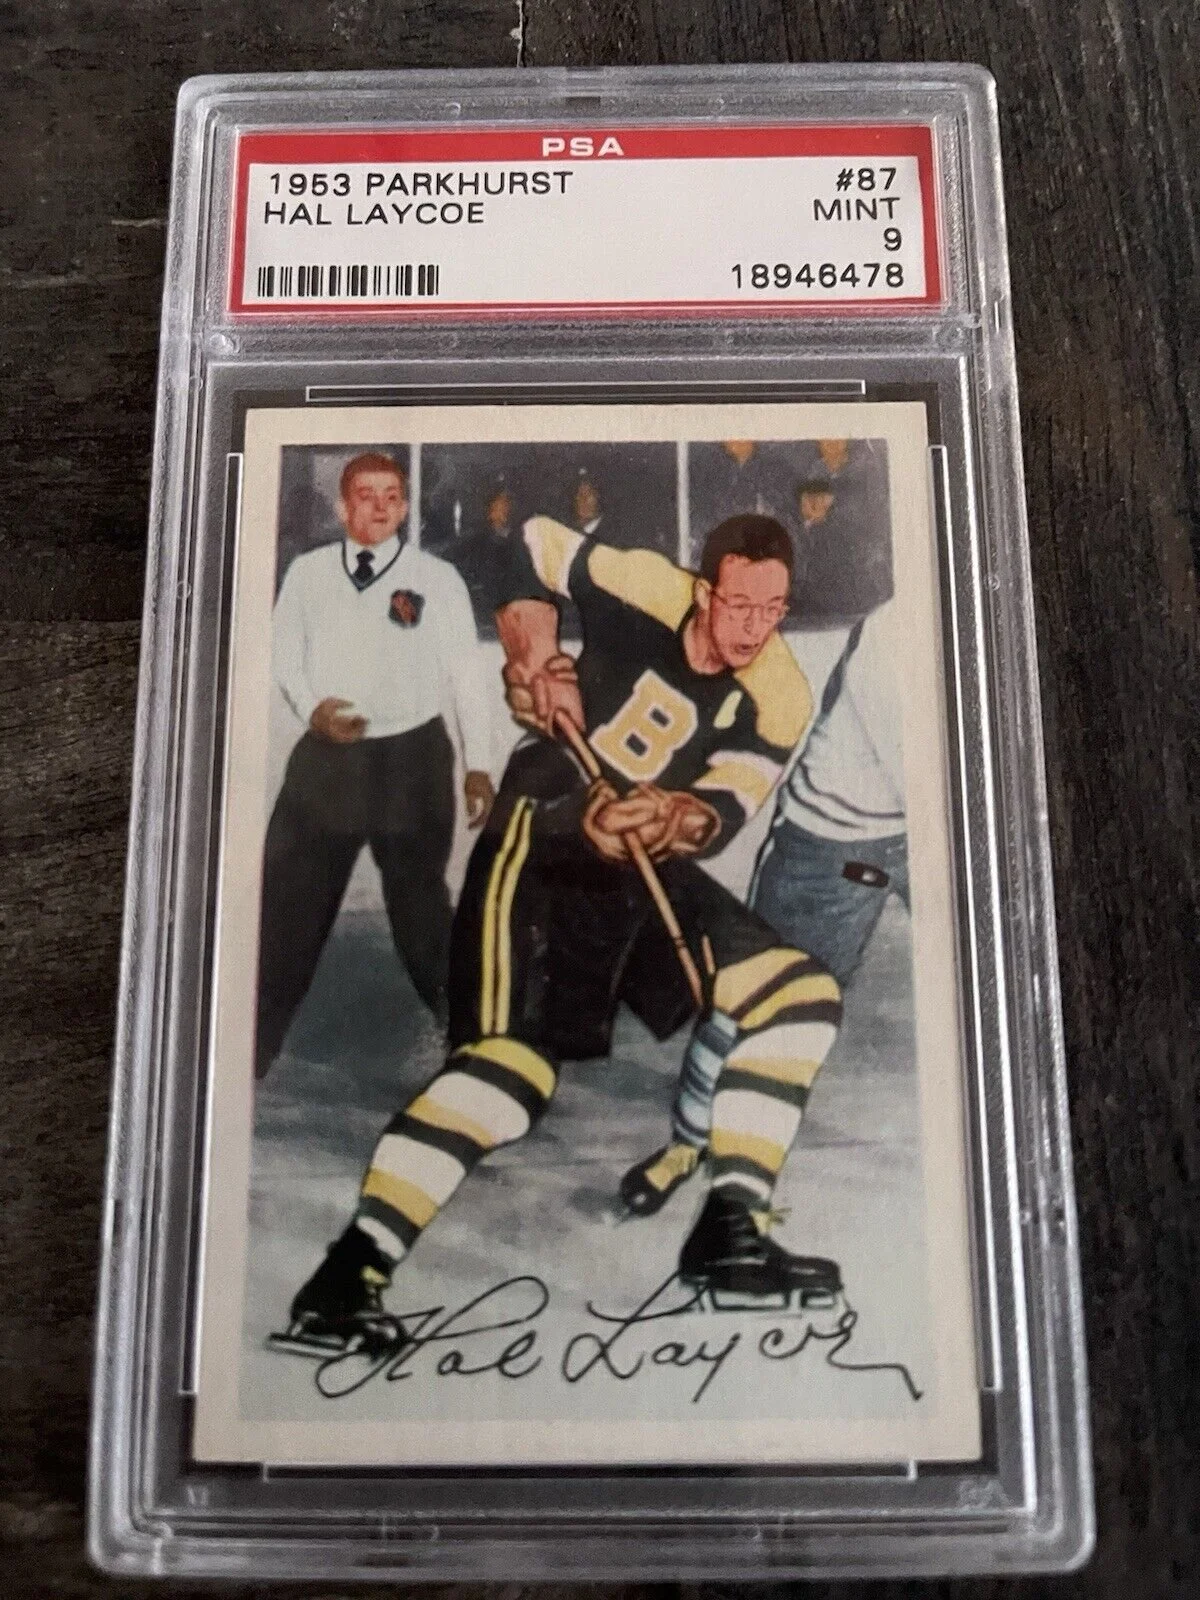 PSA
1953 PARKHURST #87
HAL LAYCOE MINT
9
18946478
B
Hal Laycoe